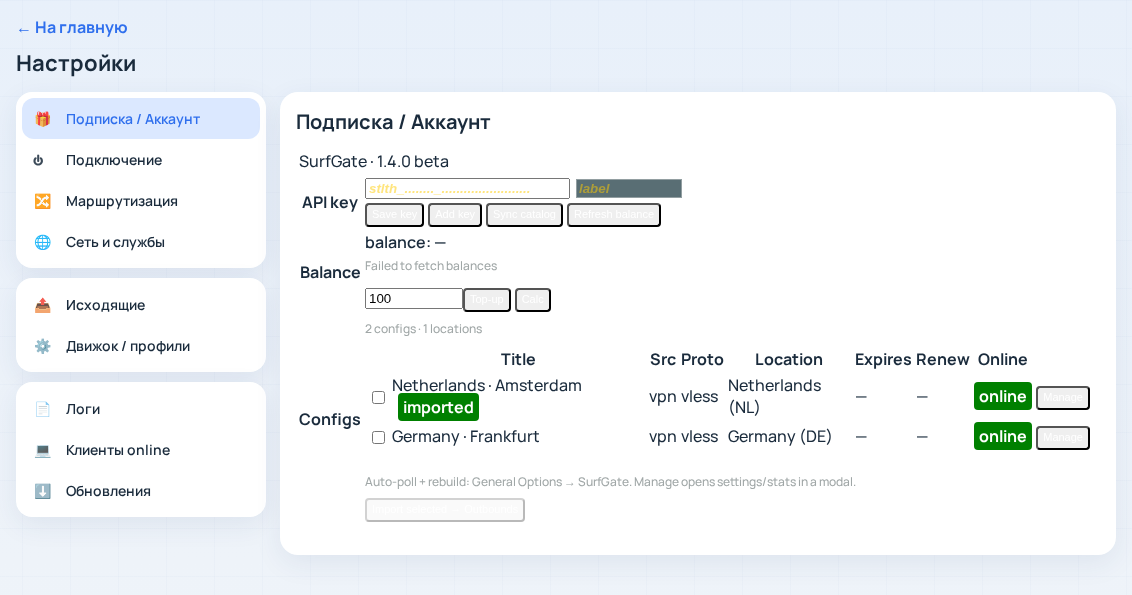 ← На главную
Настройки
Подписка / Аккаунт
Подключение
Маршрутизация
Сеть и службы
Исходящие
Движок / профили
Логи
Клиенты online
Обновления
Подписка / Аккаунт
SurfGate · 1.4.0 beta
API key
label
Save key Add key Sync catalog Refresh balance
Balance
balance: —
Failed to fetch balances
100 Top-up Calc
Configs
2 configs · 1 locations
Title Src Proto Location Expires Renew Online
Netherlands · Amsterdam imported vpn vless Netherlands (NL) — — online Manage
Germany · Frankfurt vpn vless Germany (DE) — — online Manage
Auto-poll + rebuild: General Options → SurfGate. Manage opens settings/stats in a modal.